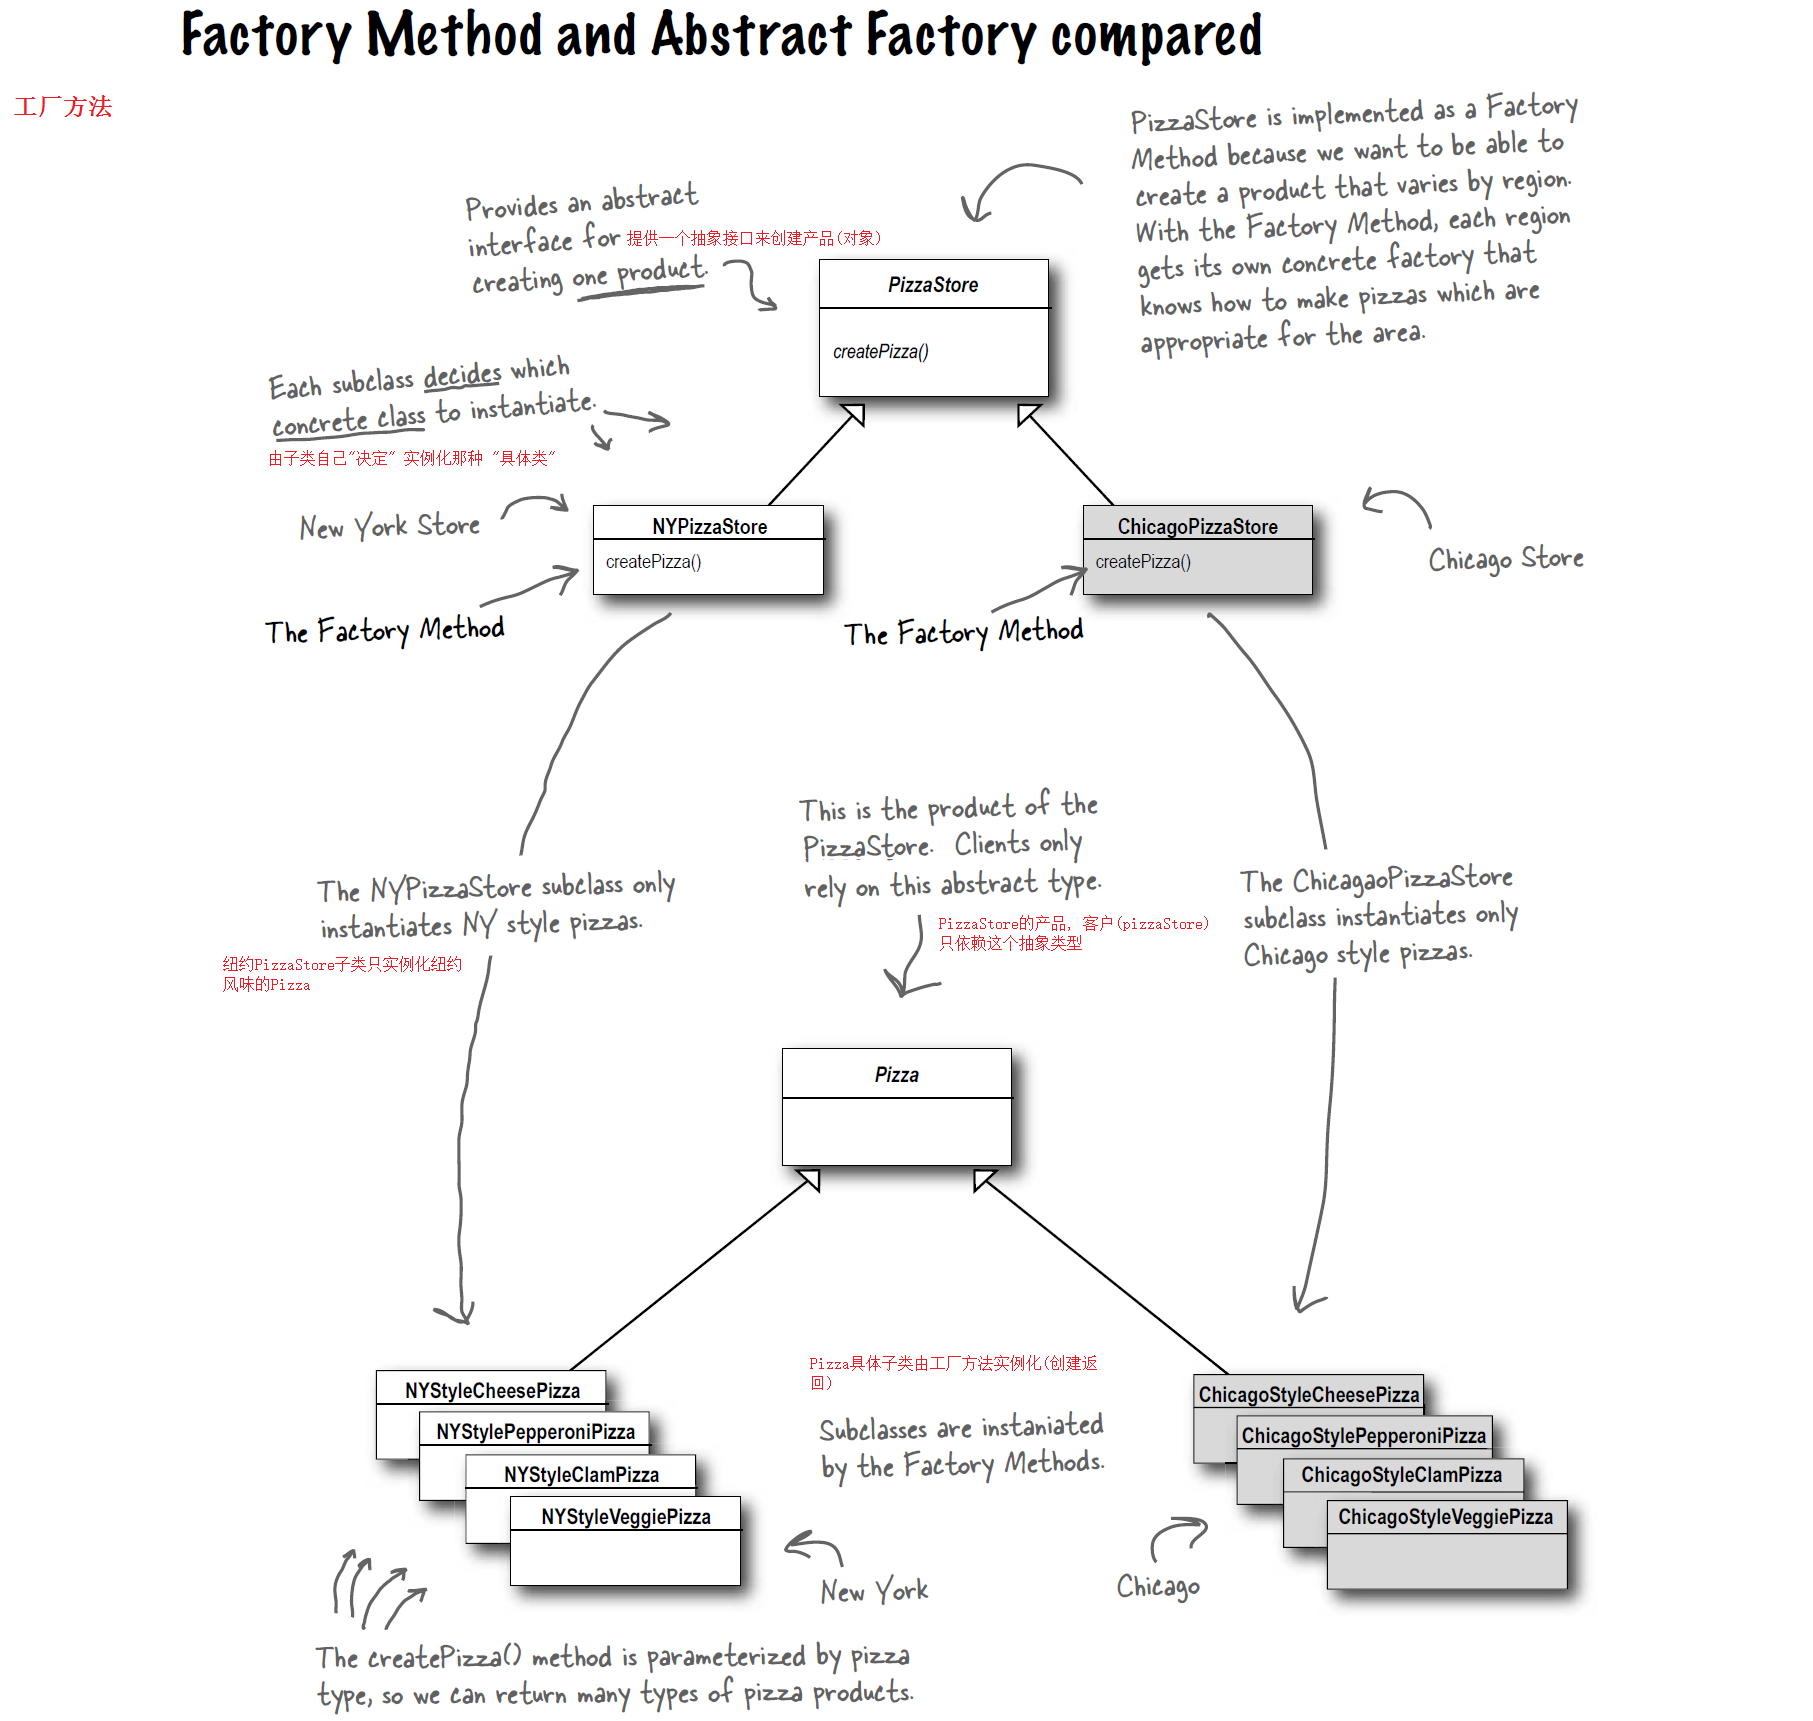 Factory Method and Abstract Factory compared
工厂方法
PizzaStore is implemented as a Factory
Method because we want to be able to
create a product that varies by region.
With the Factory Method, each region
gets its own concrete factory that
knows how to make pizzas which are
appropriate for the area.
Provides an abstract
interface for
creating one product.
提供一个抽象接口来创建产品(对象)
PizzaStore
createPizza()
Each subclass decides which
concrete class to instantiate.
由子类自己"决定" 实例化那种 "具体类"
New York Store
NYPizzaStore
createPizza()
ChicagoPizzaStore
createPizza()
Chicago Store
The Factory Method
The Factory Method
This is the product of the
PizzaStore. Clients only
rely on this abstract type.
PizzaStore的产品, 客户(pizzaStore)
只依赖这个抽象类型
The NYPizzaStore subclass only
instantiates NY style pizzas.
纽约PizzaStore子类只实例化纽约
风味的Pizza
The ChicagaoPizzaStore
subclass instantiates only
Chicago style pizzas.
Pizza
Pizza具体子类由工厂方法实例化(创建返
回)
Subclasses are instaniated
by the Factory Methods.
NYStyleCheesePizza
NYStylePepperoniPizza
NYStyleClamPizza
NYStyleVeggiePizza
ChicagoStyleCheesePizza
ChicagoStylePepperoniPizza
ChicagoStyleClamPizza
ChicagoStyleVeggiePizza
New York
Chicago
The createPizza() method is parameterized by pizza
type, so we can return many types of pizza products.